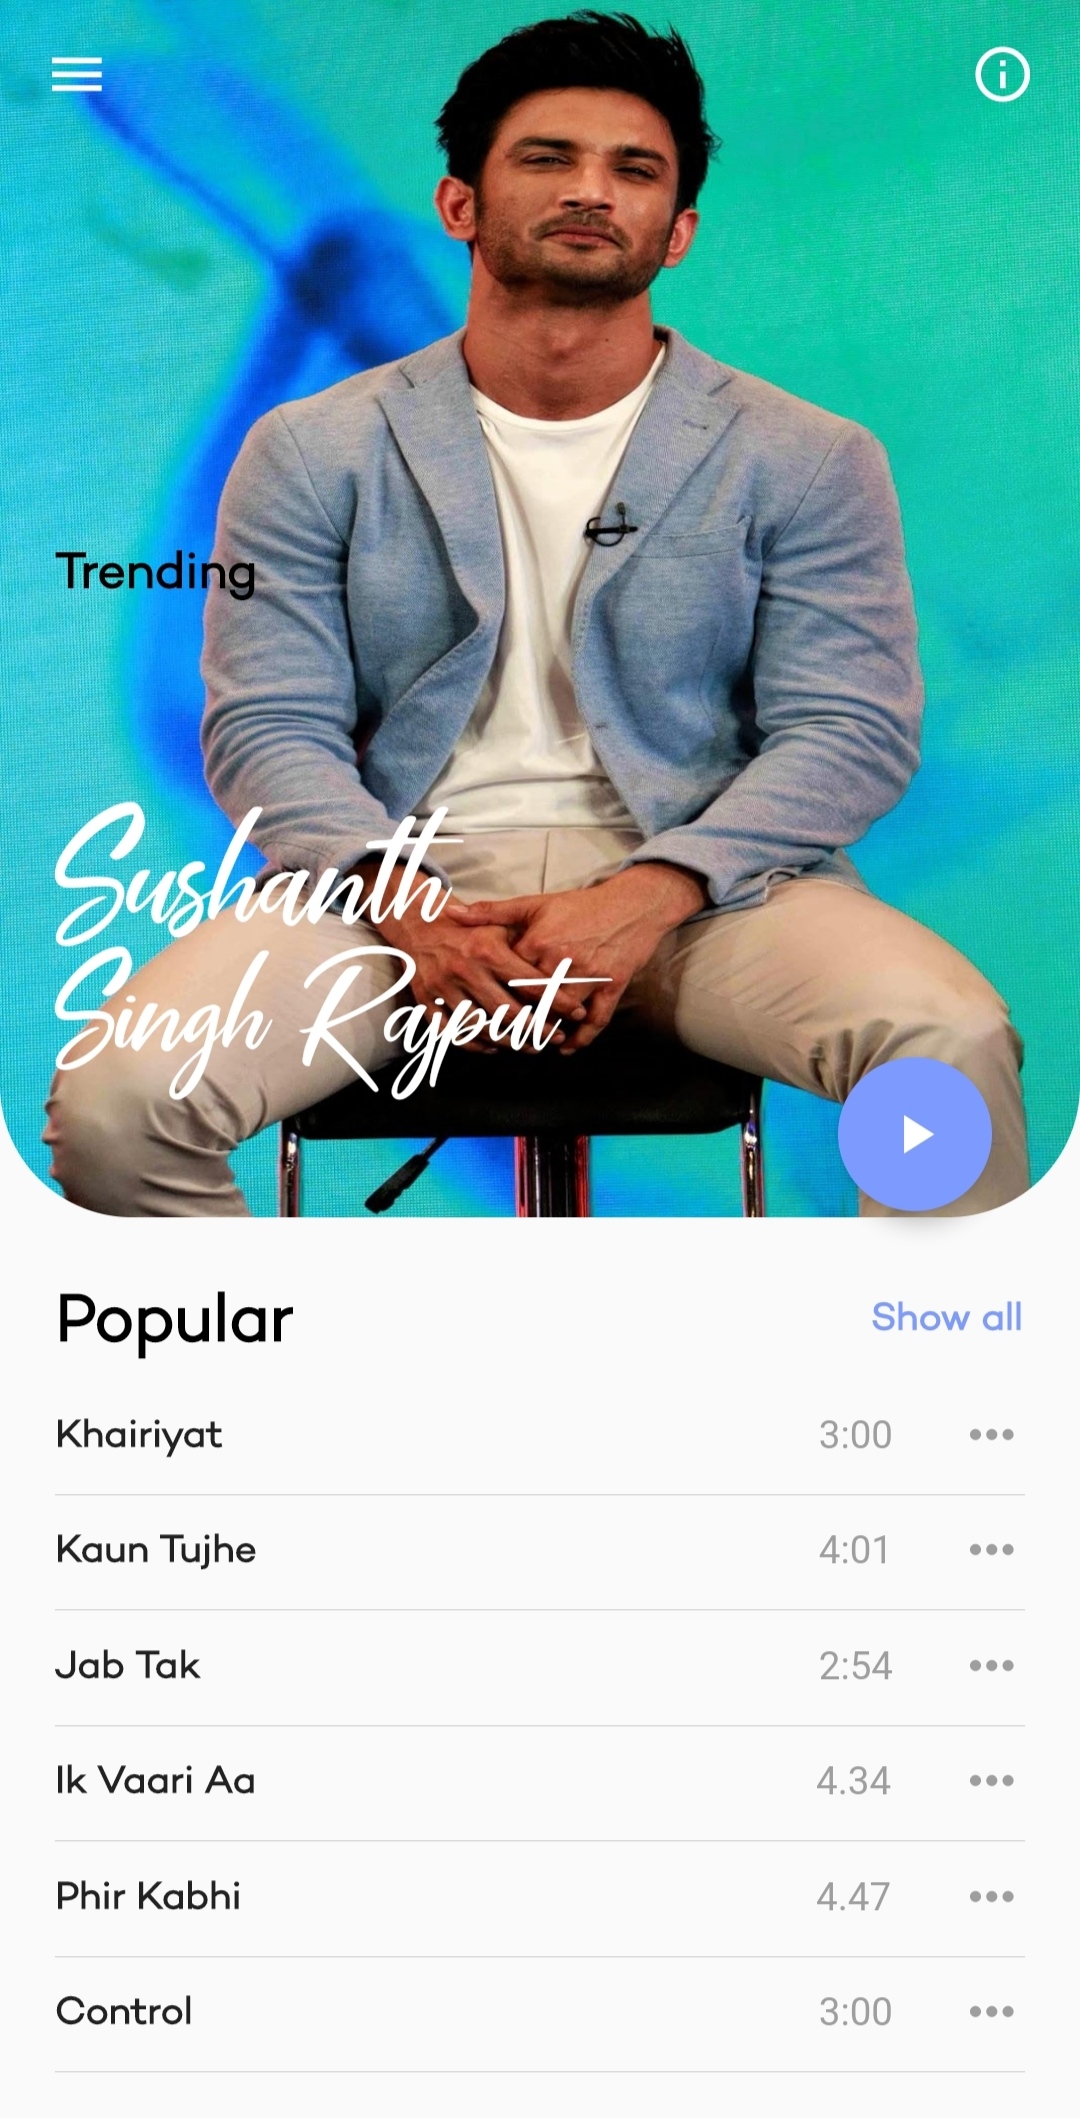 Trending
Sushanth
Singh Rajput
Popular
Show all
Khairiyat 3:00
Kaun Tujhe 4:01
Jab Tak 2:54
Ik Vaari Aa 4.34
Phir Kabhi 4.47
Control 3:00